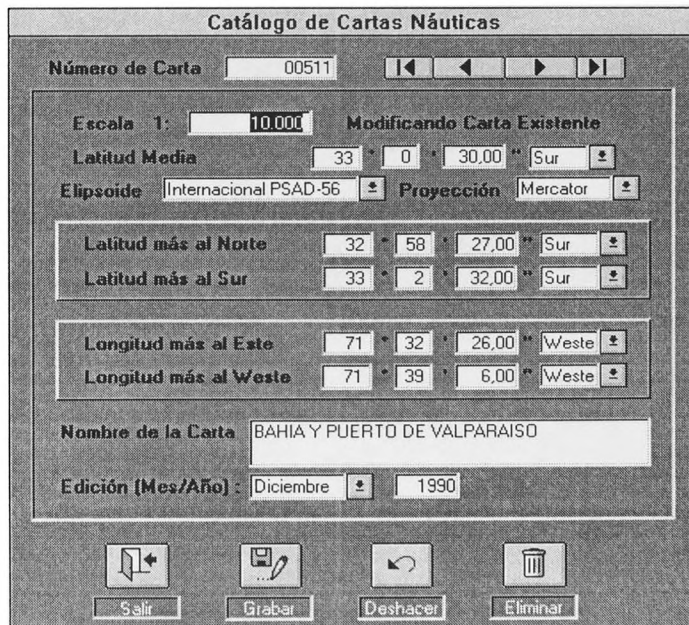 Catálogo de Cartas Náuticas
Número de Carta 00511
Escala 1: 10.000 Modificando Carta Existente
Latitud Media 33 ° 0 ' 30,00 " Sur
Elipsoide Internacional PSAD-56 Proyección Mercator
Latitud más al Norte 32 ° 58 ' 27,00 " Sur
Latitud más al Sur 33 ° 2 ' 32,00 " Sur
Longitud más al Este 71 ° 32 ' 26,00 " Weste
Longitud más al Weste 71 ° 39 ' 6,00 " Weste
Nombre de la Carta BAHIA Y PUERTO DE VALPARAISO
Edición (Mes/Año) : Diciembre 1990
Salir Grabar Deshacer Eliminar